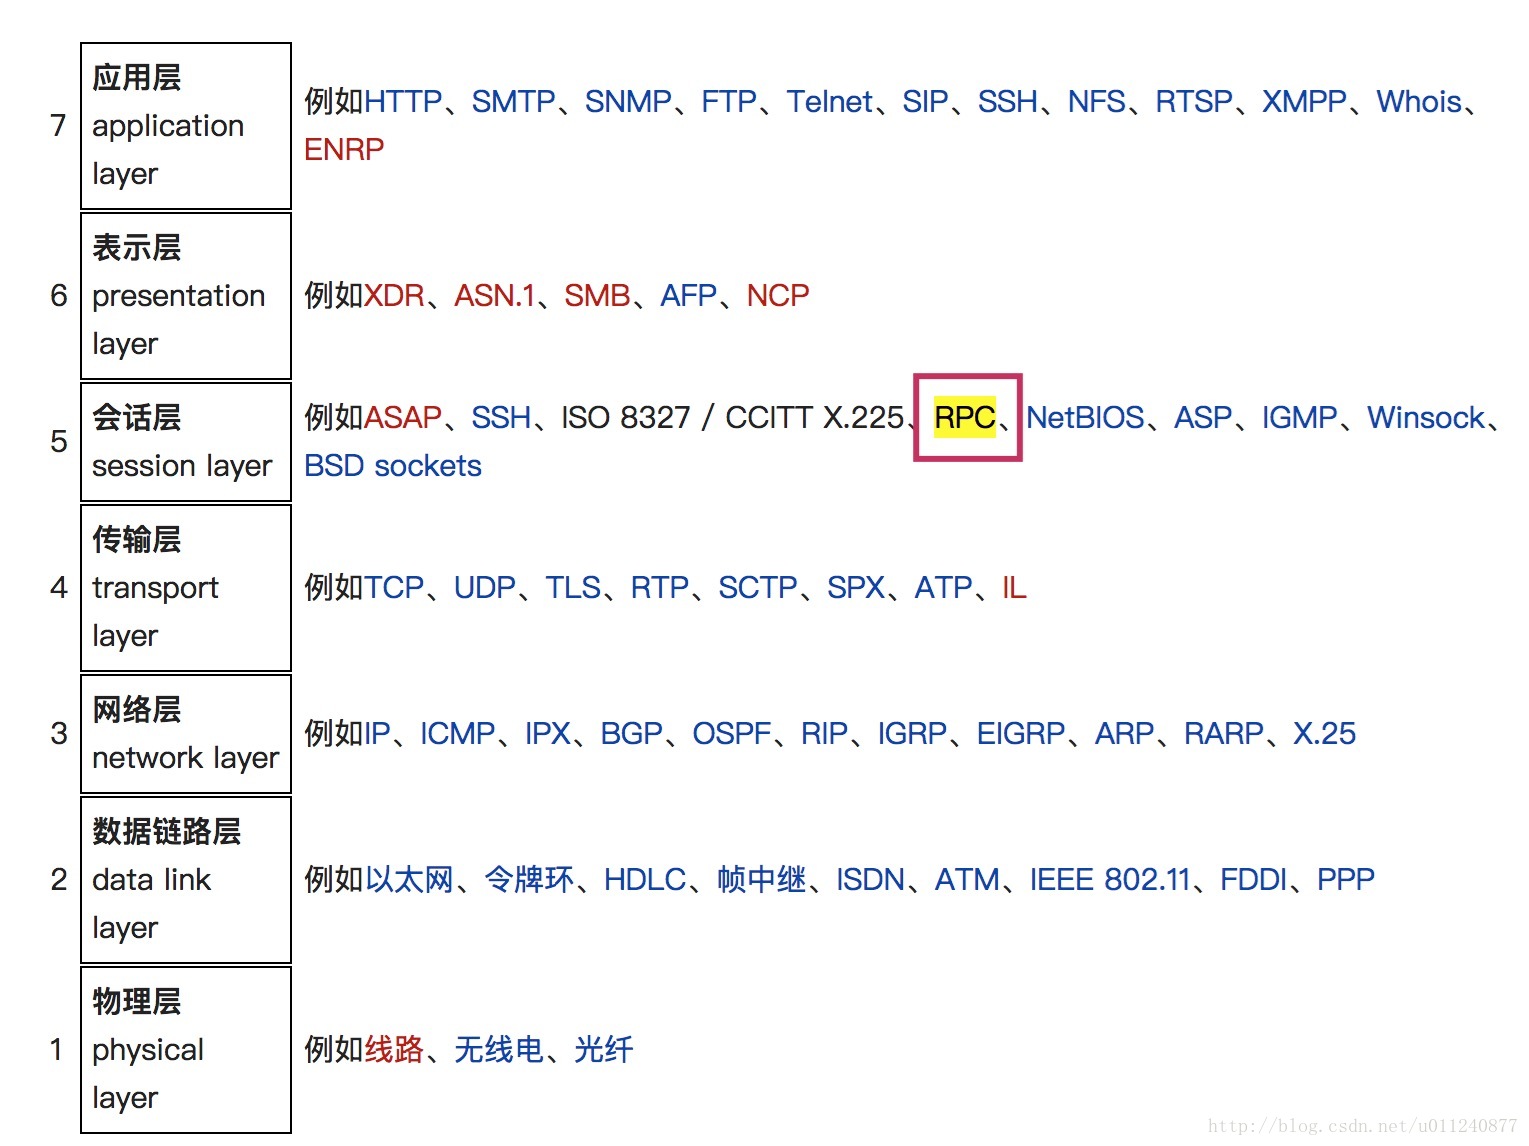 7
应用层
application
layer
例如HTTP、SMTP、SNMP、FTP、Telnet、SIP、SSH、NFS、RTSP、XMPP、Whois、
ENRP
6
表示层
presentation
layer
例如XDR、ASN.1、SMB、AFP、NCP
5
会话层
session layer
例如ASAP、SSH、ISO 8327 / CCITT X.225、RPC、NetBIOS、ASP、IGMP、Winsock、
BSD sockets
4
传输层
transport
layer
例如TCP、UDP、TLS、RTP、SCTP、SPX、ATP、IL
3
网络层
network layer
例如IP、ICMP、IPX、BGP、OSPF、RIP、IGRP、EIGRP、ARP、RARP、X.25
2
数据链路层
data link
layer
例如以太网、令牌环、HDLC、帧中继、ISDN、ATM、IEEE 802.11、FDDI、PPP
1
物理层
physical
layer
例如线路、无线电、光纤
http://blog.csdn.net/u011240877